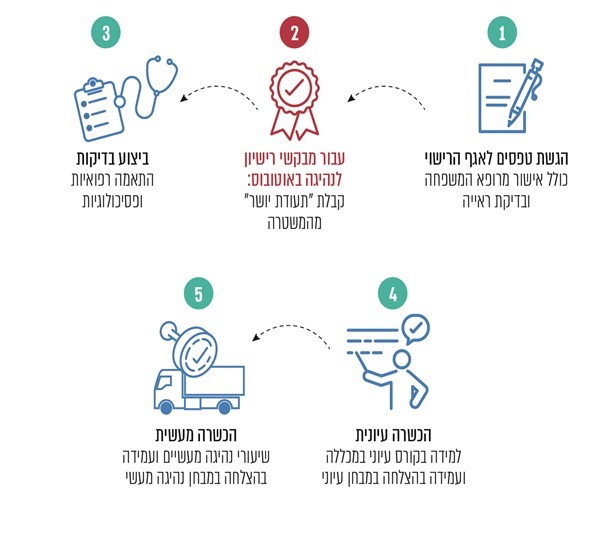 1
הגשת טפסים לאגף הרישוי
כולל אישור מרופא המשפחה
ובדיקת ראייה
2
עבור מבקשי רישיון
לנהיגה באוטובוס:
קבלת "תעודת יושר"
מהמשטרה
3
ביצוע בדיקות
התאמה רפואיות
ופסיכולוגיות
4
הכשרה עיונית
למידה בקורס עיוני במכללה
ועמידה בהצלחה במבחן עיוני
5
הכשרה מעשית
שיעורי נהיגה מעשיים ועמידה
בהצלחה במבחן נהיגה מעשי